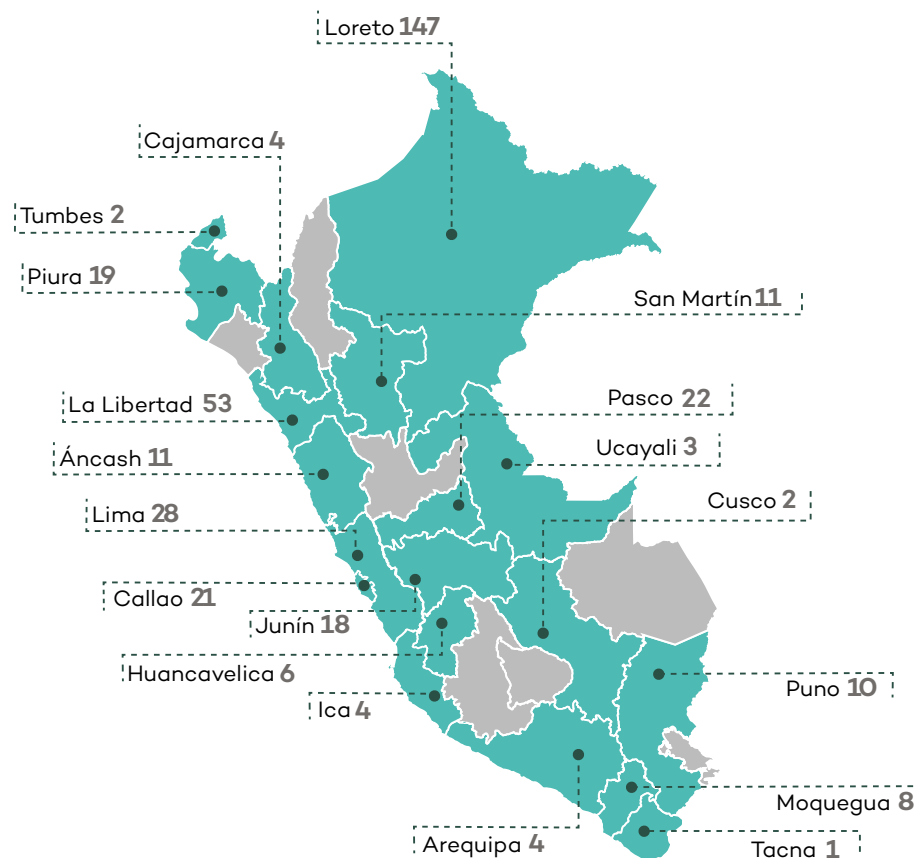 Loreto 147
Cajamarca 4
Tumbes 2
Piura 19
San Martín 11
La Libertad 53
Pasco 22
Áncash 11
Ucayali 3
Lima 28
Cusco 2
Callao 21
Junín 18
Huancavelica 6
Puno 10
Ica 4
Moquegua 8
Arequipa 4
Tacna 1